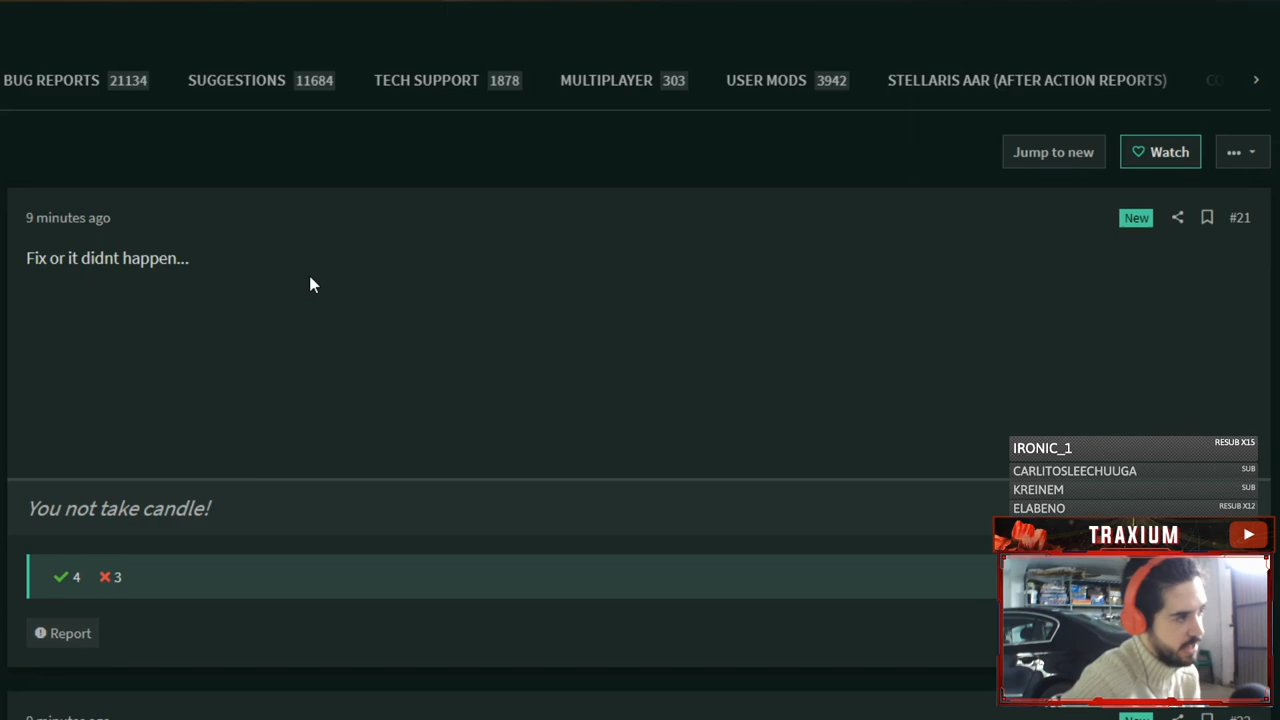 BUG REPORTS 21134 SUGGESTIONS 11684 TECH SUPPORT 1878 MULTIPLAYER 303 USER MODS 3942 STELLARIS AAR (AFTER ACTION REPORTS)
Jump to new Watch
9 minutes ago New #21
Fix or it didnt happen...
IRONIC_1 RESUB X15
CARLITOSLEECHUUGA SUB
KREINEM SUB
ELABENO RESUB X12
You not take candle!
TRAXIUM
4 3
Report